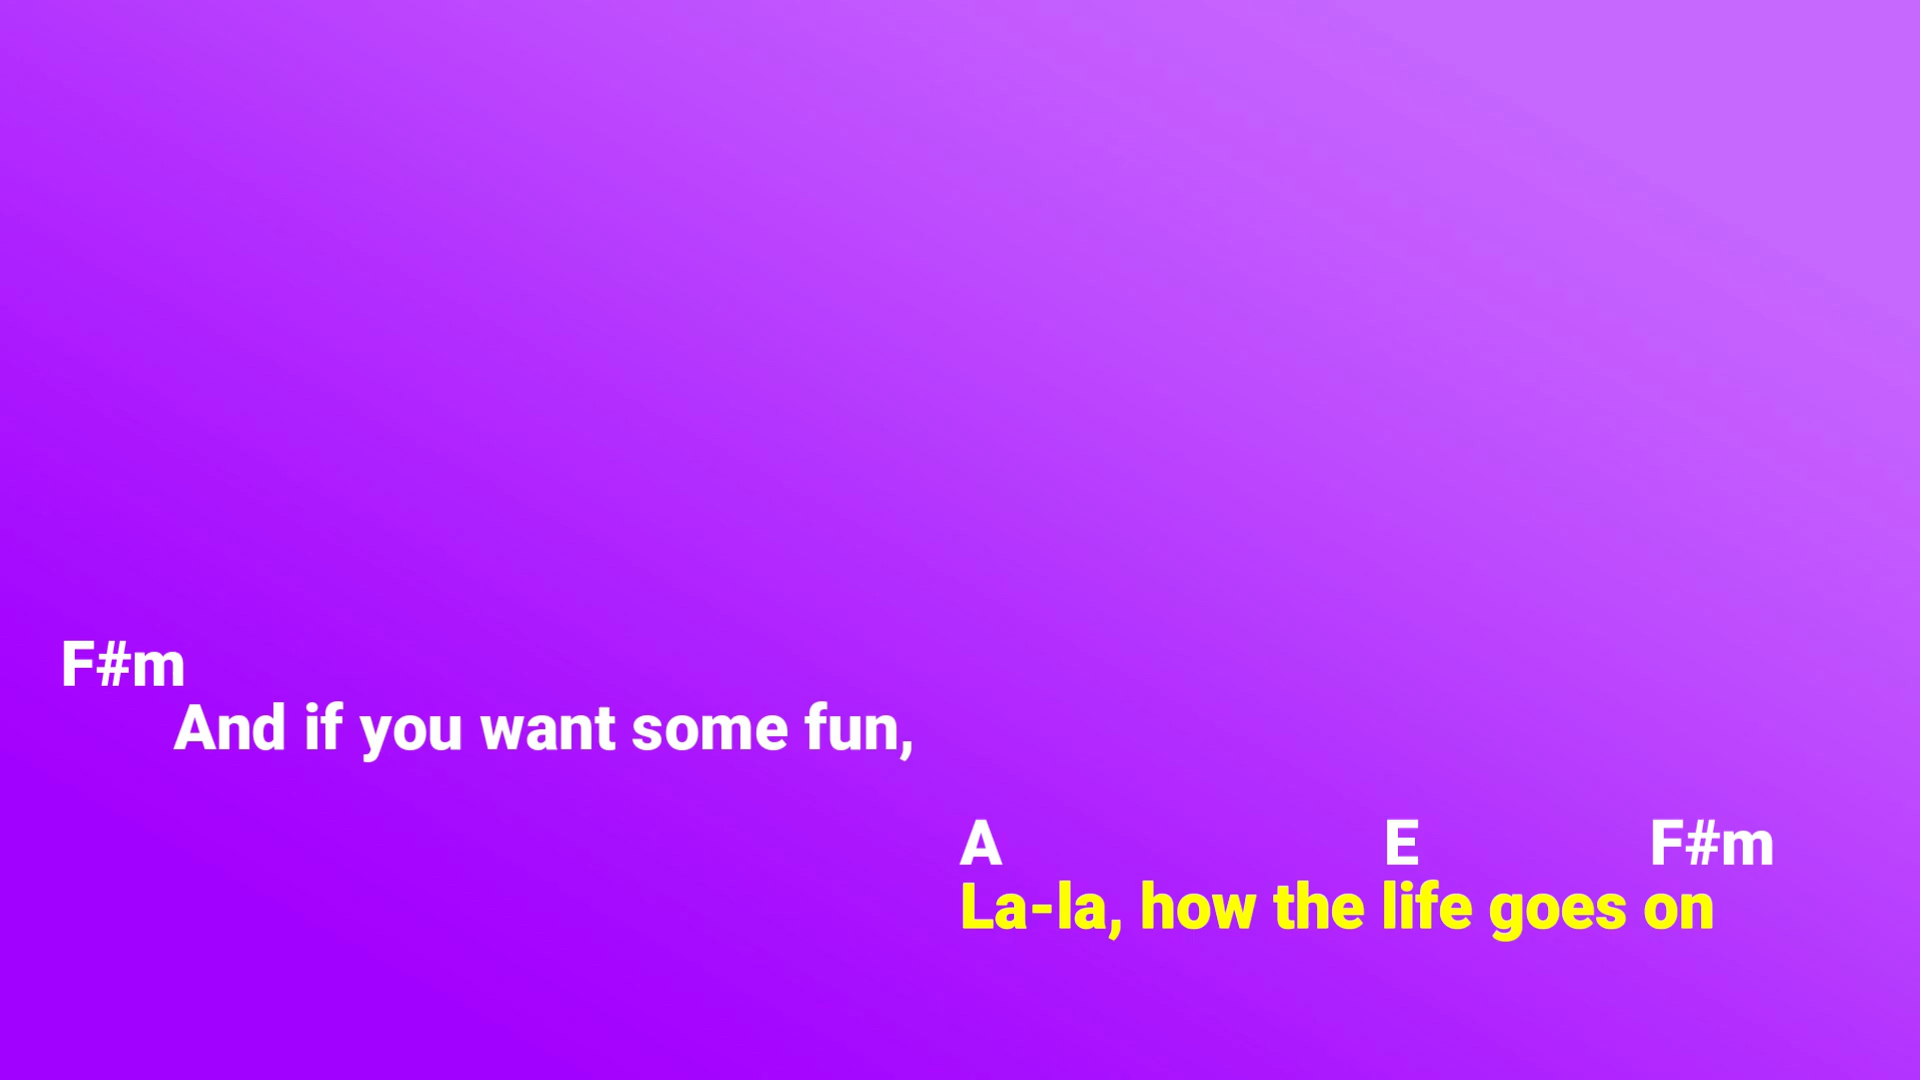 F#m
And if you want some fun,
A E F#m
La-la, how the life goes on